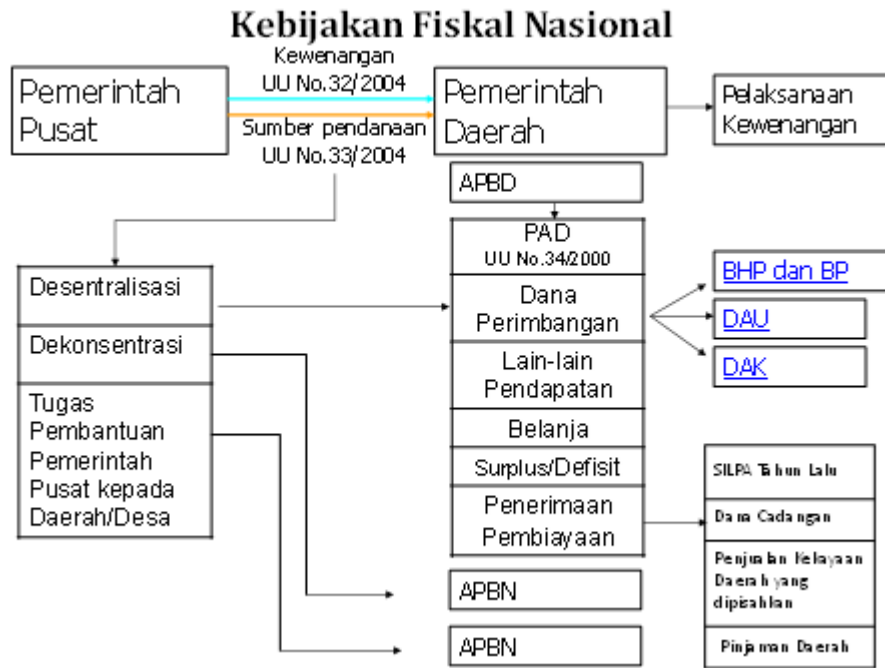 Kebijakan Fiskal Nasional
Kewenangan
UU No.32/2004
Pemerintah
Pusat
Sumber pendanaan
UU No.33/2004
Pemerintah
Daerah
Pelaksanaan
Kewenangan
APBD
PAD
UU No.34/2000
Dana
Perimbangan
Lain-lain
Pendapatan
Belanja
Surplus/Defisit
Penerimaan
Pembiayaan
Desentralisasi
Dekonsentrasi
Tugas
Pembantuan
Pemerintah
Pusat kepada
Daerah/Desa
BHP dan BP
DAU
DAK
SILPA Tahun Lalu
Dana Cadangan
Penjualan Kekayaan
Daerah yang
dipisahkan
Pinjaman Daerah
APBN
APBN